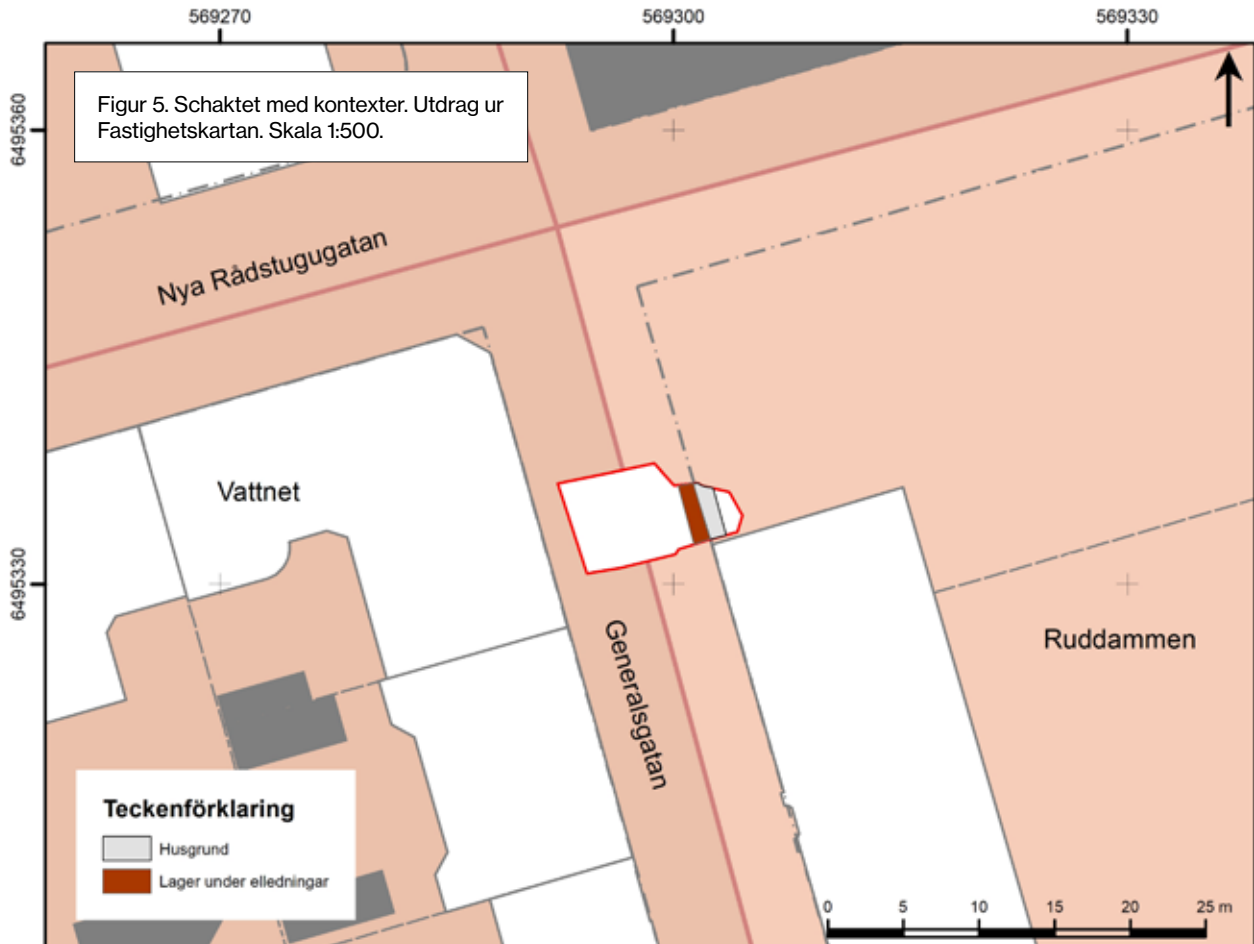 569270
569300
569330
6495360
Figur 5. Schaktet med kontexter. Utdrag ur
Fastighetskartan. Skala 1:500.
Nya Rådstugugatan
Vattnet
6495330
Generalsgatan
Ruddammen
Teckenförklaring
Husgrund
Lager under elledningar
0 5 10 15 20 25 m